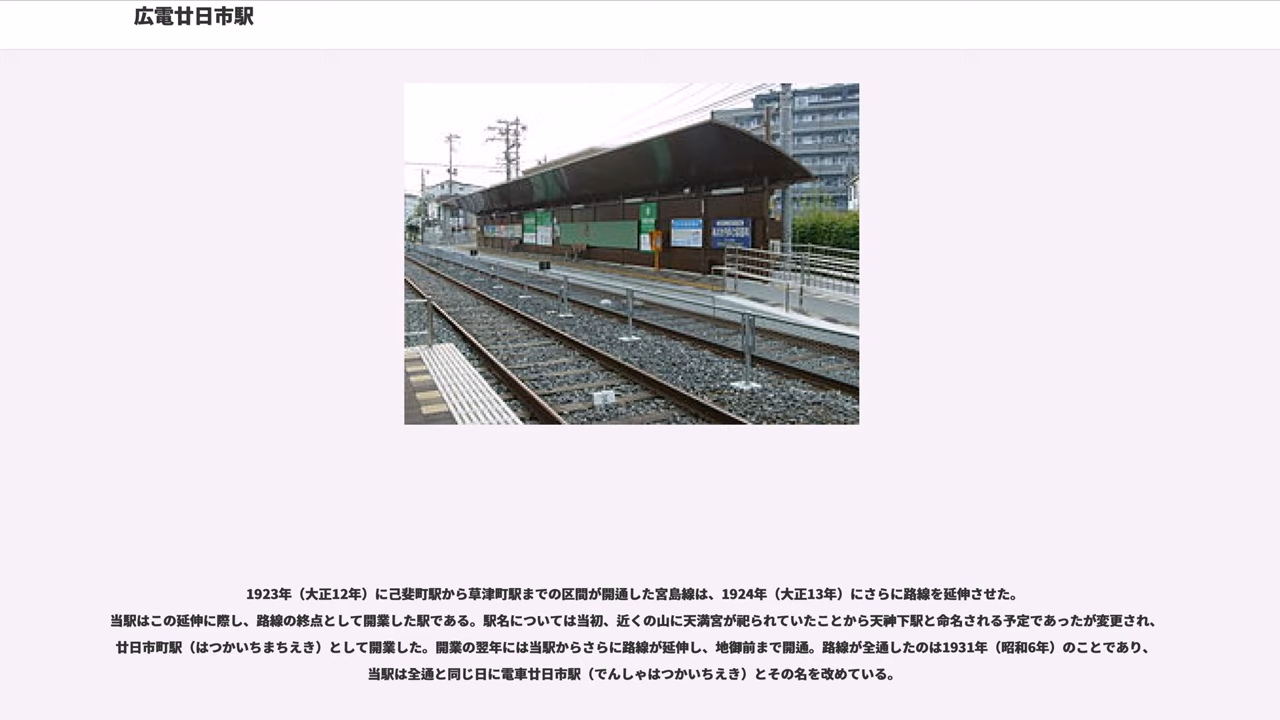 広電廿日市駅
1923年（大正12年）に己斐町駅から草津町駅までの区間が開通した宮島線は、1924年（大正13年）にさらに路線を延伸させた。
当駅はこの延伸に際し、路線の終点として開業した駅である。駅名については当初、近くの山に天満宮が祀られていたことから天神下駅と命名される予定であったが変更され、
廿日市町駅（はつかいちまちえき）として開業した。開業の翌年には当駅からさらに路線が延伸し、地御前まで開通。路線が全通したのは1931年（昭和6年）のことであり、
当駅は全通と同じ日に電車廿日市駅（でんしゃはつかいちえき）とその名を改めている。